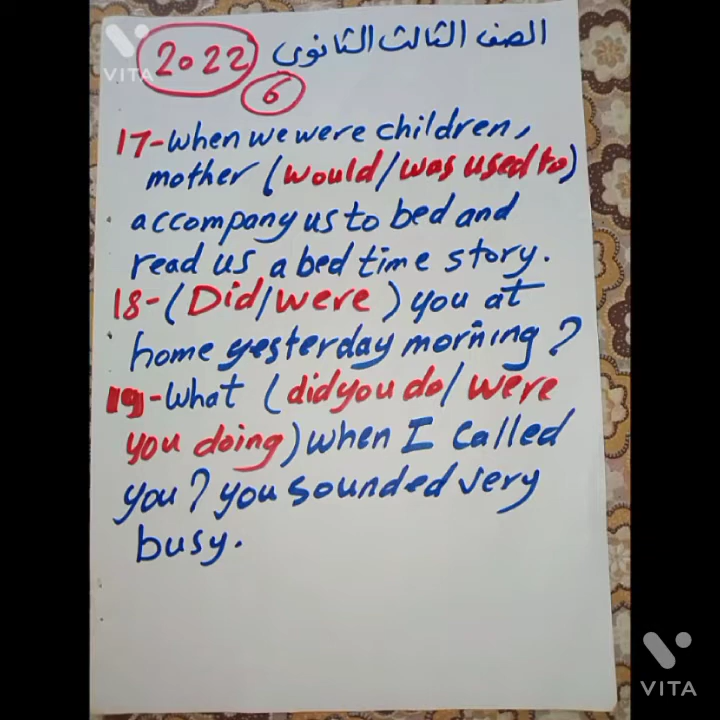 2022 الصف الثالث الثانوى
6
17-When we were children,
mother (would/was used to)
accompany us to bed and
read us a bed time story.
18-(Did/were) you at
home yesterday morning?
19-What (did you do/were
you doing) when I called
you? you sounded very
busy.
VITA
VITA